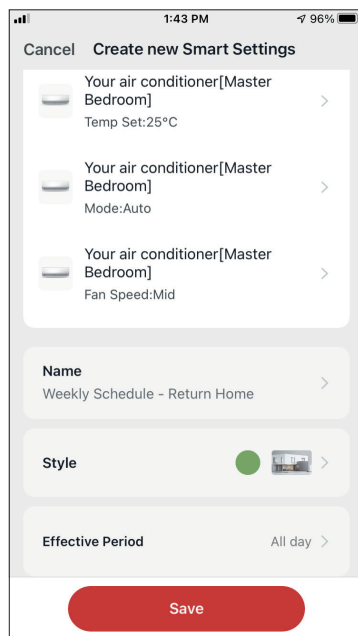 1:43 PM
96%
Cancel Create new Smart Settings
Your air conditioner[Master
Bedroom]
Temp Set:25°C
Your air conditioner[Master
Bedroom]
Mode:Auto
Your air conditioner[Master
Bedroom]
Fan Speed:Mid
Name
Weekly Schedule - Return Home
Style
Effective Period All day
Save